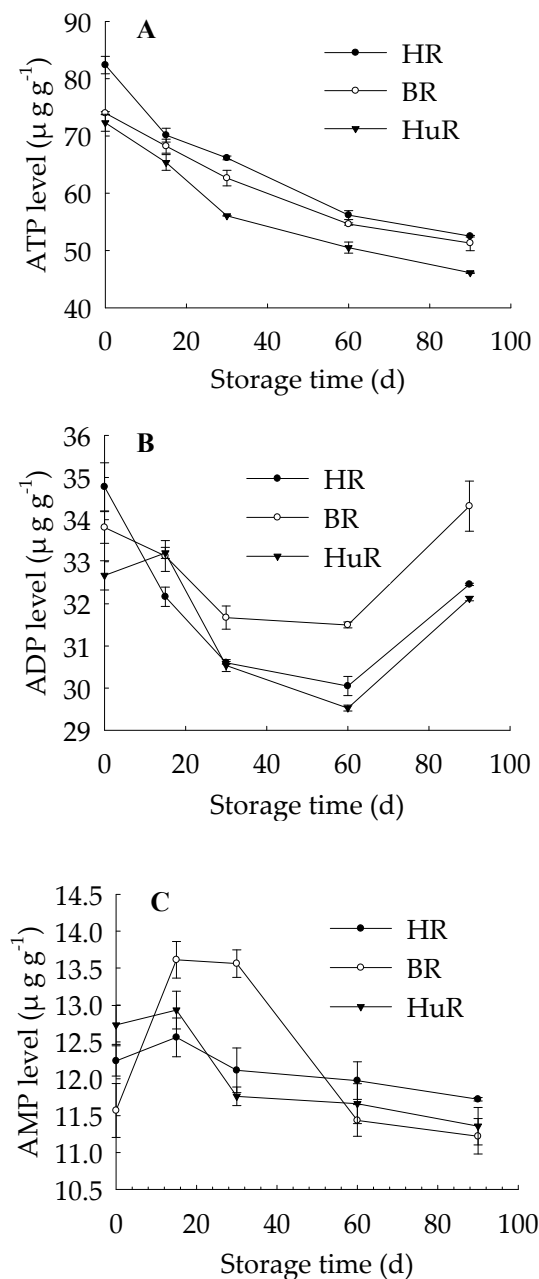 A
90
80
70
60
50
40
ATP level (μ g g-1)
HR
BR
HuR
0 20 40 60 80 100
Storage time (d)
B
36
35
34
33
32
31
30
29
ADP level (μ g g-1)
HR
BR
HuR
0 20 40 60 80 100
Storage time (d)
C
14.5
14.0
13.5
13.0
12.5
12.0
11.5
11.0
10.5
AMP level (μ g g-1)
HR
BR
HuR
0 20 40 60 80 100
Storage time (d)